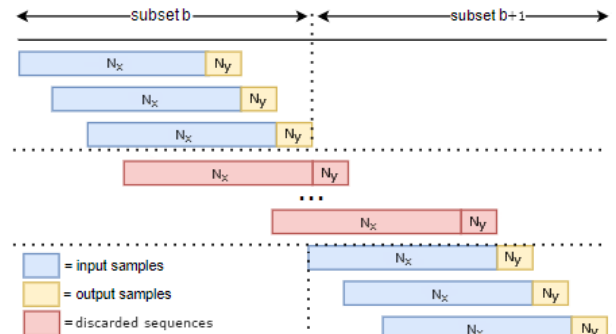 subset b
subset b+1
Nx Ny
Nx Ny
Nx Ny
Nx Ny
...
Nx Ny
Nx Ny
= input samples
Nx Ny
= output samples
Nx Ny
= discarded sequences